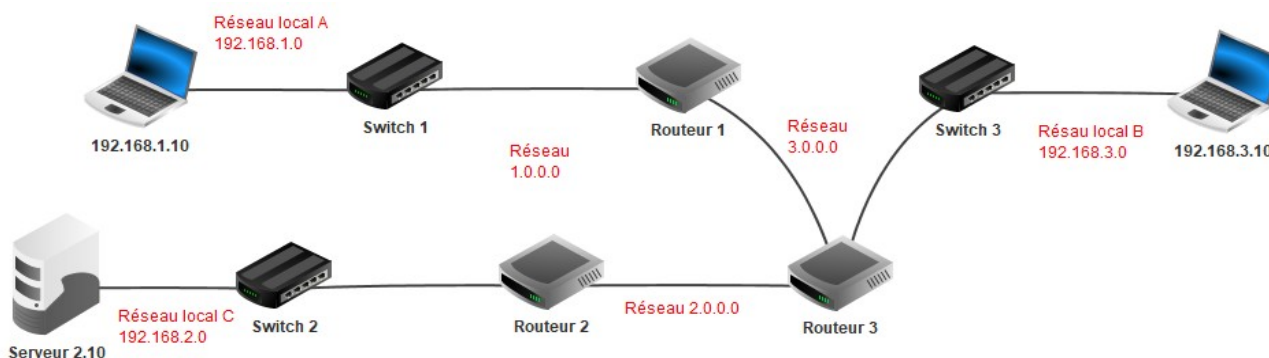 Réseau local A
192.168.1.0
192.168.1.10
Switch 1
Routeur 1
Réseau
1.0.0.0
Réseau
3.0.0.0
Switch 3
Résau local B
192.168.3.0
192.168.3.10
Serveur 2.10
Réseau local C
192.168.2.0
Switch 2
Routeur 2
Réseau 2.0.0.0
Routeur 3